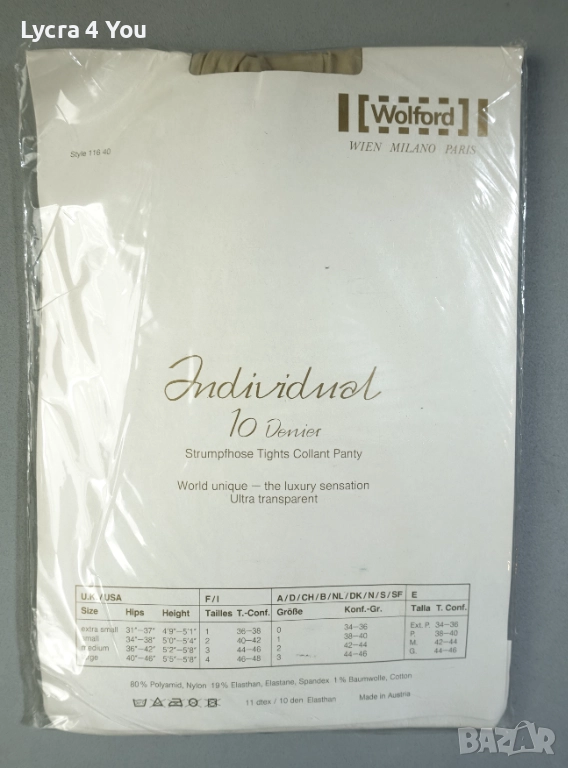 Lycra 4 You
Wolford
WIEN MILANO PARIS
Style 116 40
Individual
10 Denier
Strumpfhose Tights Collant Panty
World unique – the luxury sensation
Ultra transparent
U.K./USA F/I A/D/CH/B/NL/DK/N/S/SF E
Size Hips Height Tailles T.-Conf. Größe Konf.-Gr. Talla T. Conf.
extra small 31"–37" 4'9"–5'1" 1 36–38 0 34–36 Ext. P. 34–36
small 34"–38" 5'0"–5'4" 2 40–42 1 38–40 P. 38–40
medium 36"–42" 5'2"–5'8" 3 44–46 2 42–44 M. 42–44
large 40"–46" 5'5"–5'8" 4 46–48 3 44–46 G. 44–46
80% Polyamid, Nylon 19% Elasthan, Elastane, Spandex 1% Baumwolle, Cotton
11 dtex / 10 den Elasthan Made in Austria
BAZAR